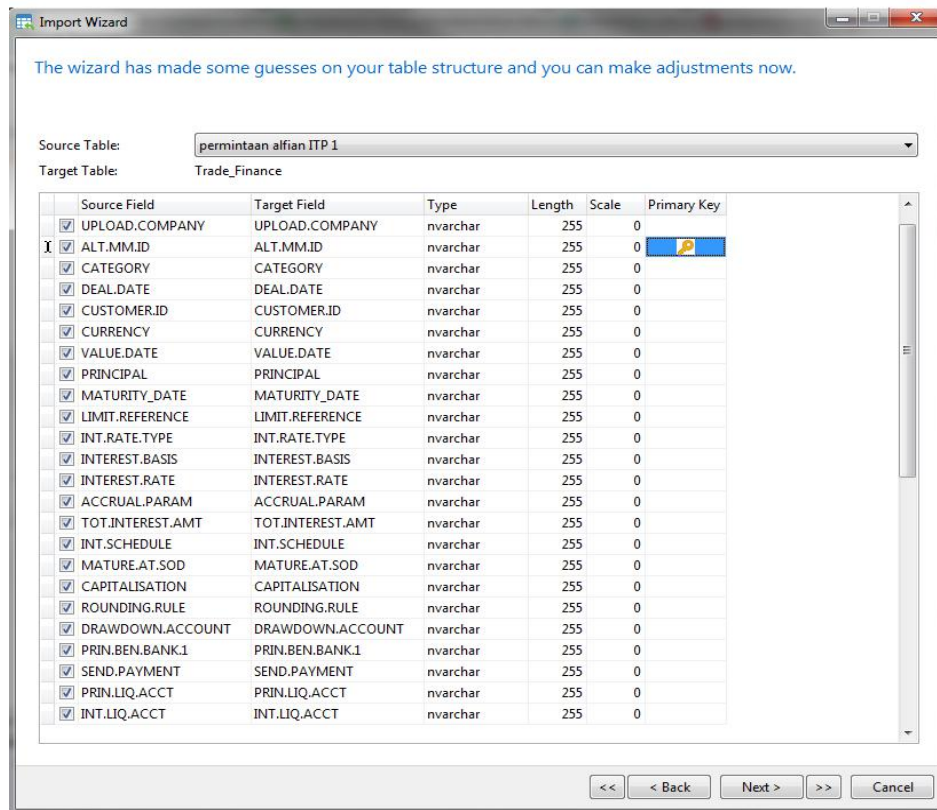 Import Wizard
The wizard has made some guesses on your table structure and you can make adjustments now.
Source Table: permintaan alfian ITP 1
Target Table: Trade_Finance
Source Field Target Field Type Length Scale Primary Key
UPLOAD.COMPANY UPLOAD.COMPANY nvarchar 255 0
ALT.MM.ID ALT.MM.ID nvarchar 255 0
CATEGORY CATEGORY nvarchar 255 0
DEAL.DATE DEAL.DATE nvarchar 255 0
CUSTOMER.ID CUSTOMER.ID nvarchar 255 0
CURRENCY CURRENCY nvarchar 255 0
VALUE.DATE VALUE.DATE nvarchar 255 0
PRINCIPAL PRINCIPAL nvarchar 255 0
MATURITY_DATE MATURITY_DATE nvarchar 255 0
LIMIT.REFERENCE LIMIT.REFERENCE nvarchar 255 0
INT.RATE.TYPE INT.RATE.TYPE nvarchar 255 0
INTEREST.BASIS INTEREST.BASIS nvarchar 255 0
INTEREST.RATE INTEREST.RATE nvarchar 255 0
ACCRUAL.PARAM ACCRUAL.PARAM nvarchar 255 0
TOT.INTEREST.AMT TOT.INTEREST.AMT nvarchar 255 0
INT.SCHEDULE INT.SCHEDULE nvarchar 255 0
MATURE.AT.SOD MATURE.AT.SOD nvarchar 255 0
CAPITALISATION CAPITALISATION nvarchar 255 0
ROUNDING.RULE ROUNDING.RULE nvarchar 255 0
DRAWDOWN.ACCOUNT DRAWDOWN.ACCOUNT nvarchar 255 0
PRIN.BEN.BANK.1 PRIN.BEN.BANK.1 nvarchar 255 0
SEND.PAYMENT SEND.PAYMENT nvarchar 255 0
PRIN.LIQ.ACCT PRIN.LIQ.ACCT nvarchar 255 0
INT.LIQ.ACCT INT.LIQ.ACCT nvarchar 255 0
<< < Back Next > >> Cancel